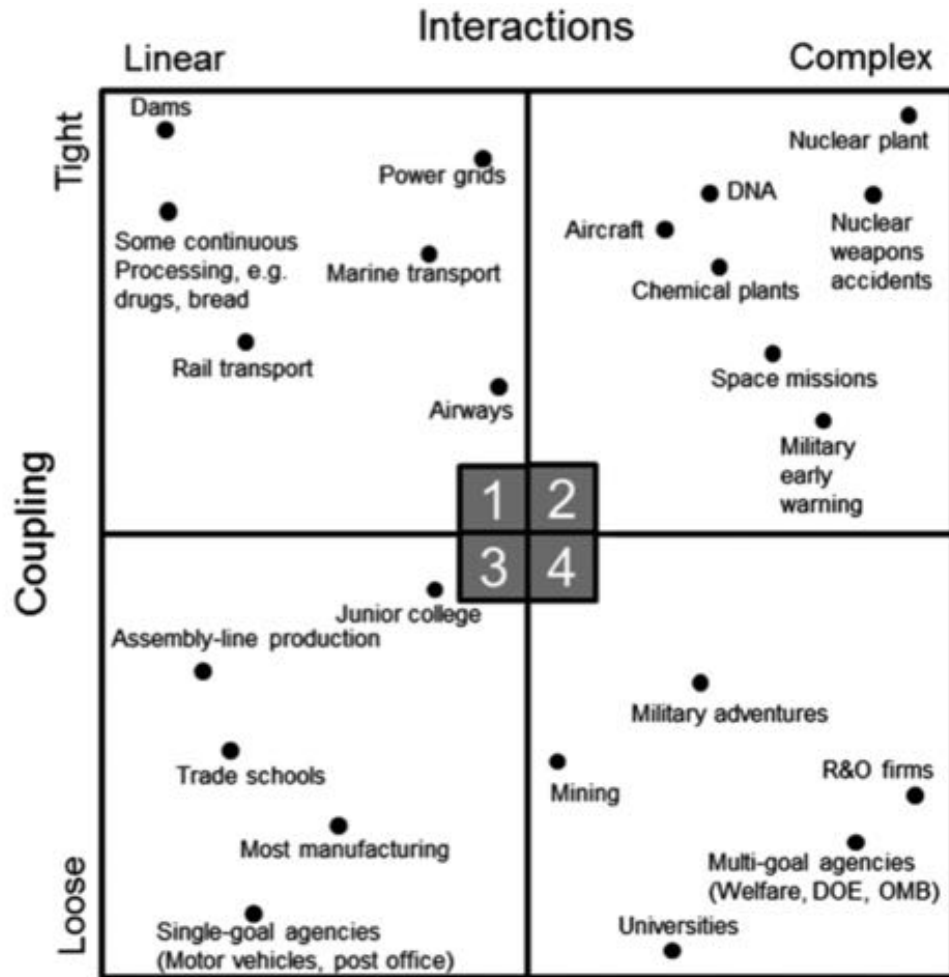 Interactions
Linear
Complex
Tight
Coupling
Loose
Dams
Power grids
Some continuous
Processing, e.g.
drugs, bread
Marine transport
Rail transport
Airways
Nuclear plant
DNA
Aircraft
Nuclear
weapons
accidents
Chemical plants
Space missions
Military
early
warning
1
2
3
4
Junior college
Assembly-line production
Trade schools
Most manufacturing
Single-goal agencies
(Motor vehicles, post office)
Military adventures
Mining
R&O firms
Multi-goal agencies
(Welfare, DOE, OMB)
Universities